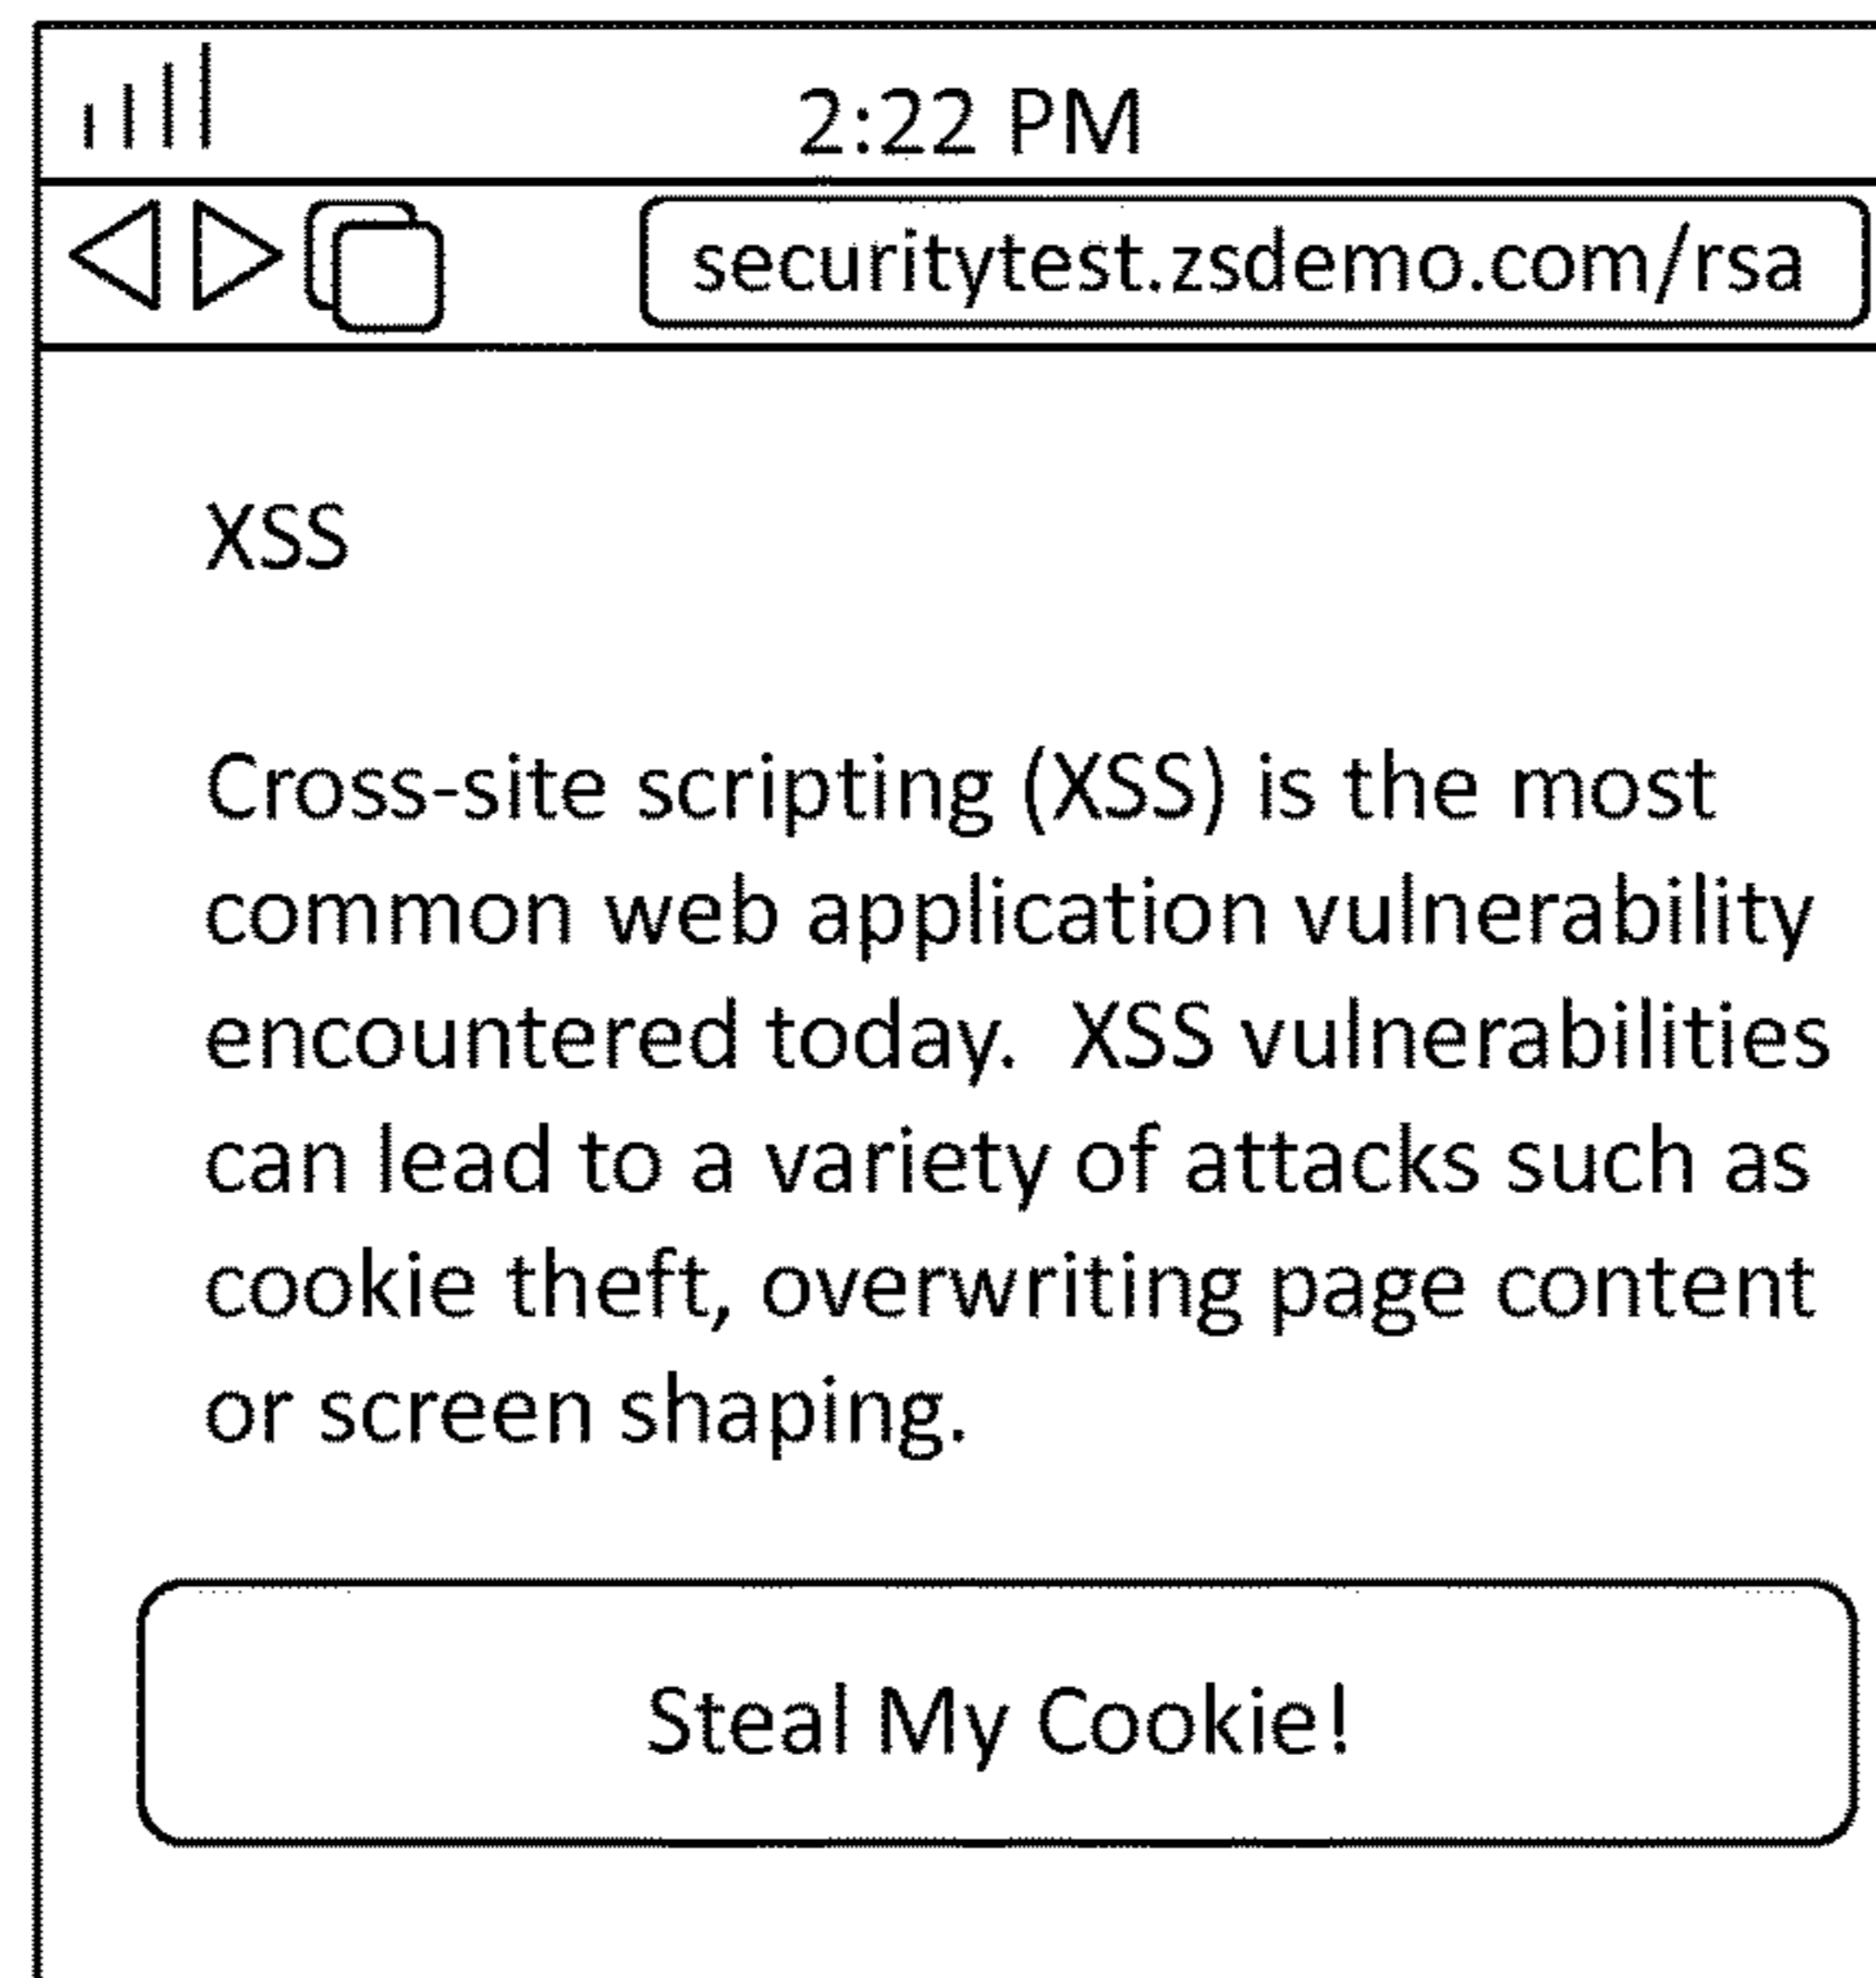 2:22 PM
securitytest.zsdemo.com/rsa
XSS
Cross-site scripting (XSS) is the most
common web application vulnerability
encountered today.  XSS vulnerabilities
can lead to a variety of attacks such as
cookie theft, overwriting page content
or screen shaping.
Steal My Cookie!